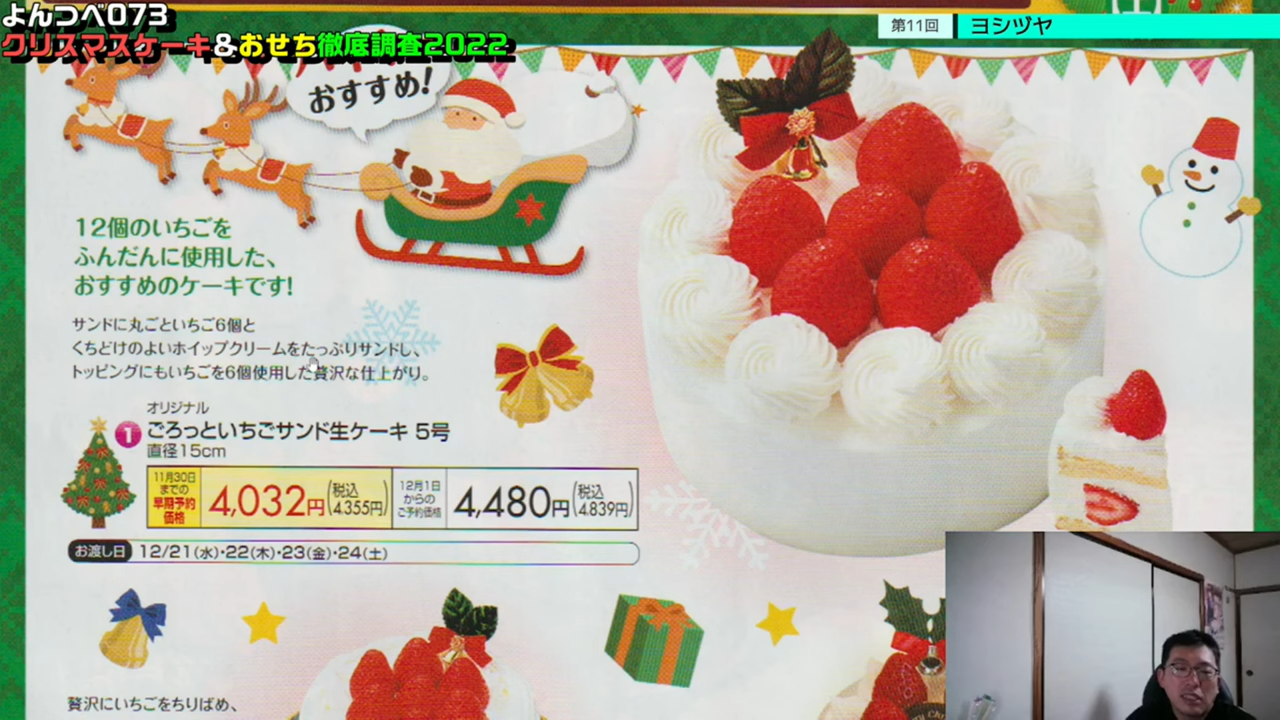 よんつべ073
クリスマスケーキ&おせち徹底調査2022
第11回
ヨシヅヤ
おすすめ!
12個のいちごを
ふんだんに使用した、
おすすめのケーキです!
サンドに丸ごといちご6個と
くちどけのよいホイップクリームをたっぷりサンドし、
トッピングにもいちごを6個使用した贅沢な仕上がり。
オリジナル
1 ごろっといちごサンド生ケーキ 5号
直径15cm
11月30日
までの
早期予約
価格
4,032円(税込 4.355円)
12月1日
からの
ご予約価格
4,480円(税込 4.839円)
お渡し日 12/21(水)・22(木)・23(金)・24(土)
贅沢にいちごをちりばめ、